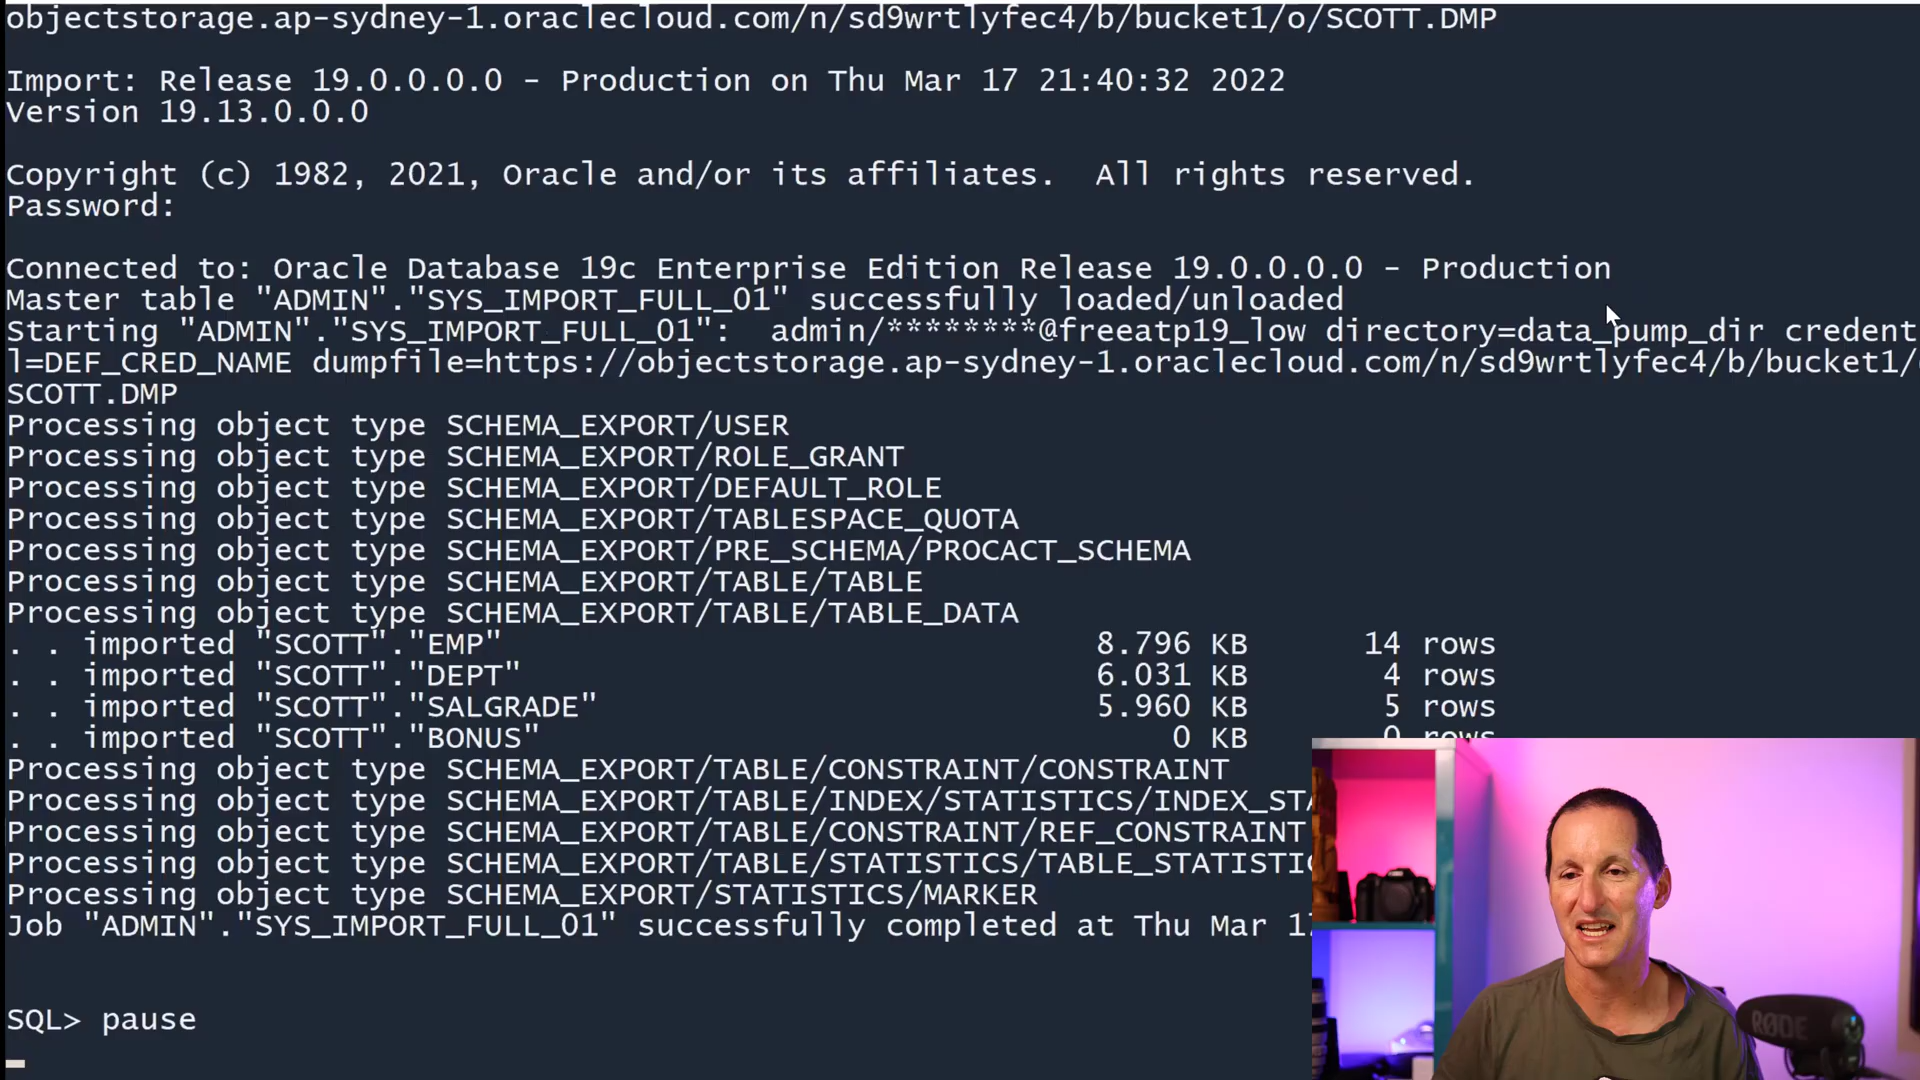 objectstorage.ap-sydney-1.oraclecloud.com/n/sd9wrtlyfec4/b/bucket1/o/SCOTT.DMP
Import: Release 19.0.0.0.0 - Production on Thu Mar 17 21:40:32 2022
Version 19.13.0.0.0
Copyright (c) 1982, 2021, Oracle and/or its affiliates.  All rights reserved.
Password:
Connected to: Oracle Database 19c Enterprise Edition Release 19.0.0.0.0 - Production
Master table "ADMIN"."SYS_IMPORT_FULL_01" successfully loaded/unloaded
Starting "ADMIN"."SYS_IMPORT_FULL_01":  admin/********@freeatp19_low directory=data_pump_dir credent
l=DEF_CRED_NAME dumpfile=https://objectstorage.ap-sydney-1.oraclecloud.com/n/sd9wrtlyfec4/b/bucket1/
SCOTT.DMP
Processing object type SCHEMA_EXPORT/USER
Processing object type SCHEMA_EXPORT/ROLE_GRANT
Processing object type SCHEMA_EXPORT/DEFAULT_ROLE
Processing object type SCHEMA_EXPORT/TABLESPACE_QUOTA
Processing object type SCHEMA_EXPORT/PRE_SCHEMA/PROCACT_SCHEMA
Processing object type SCHEMA_EXPORT/TABLE/TABLE
Processing object type SCHEMA_EXPORT/TABLE/TABLE_DATA
. . imported "SCOTT"."EMP" 8.796 KB 14 rows
. . imported "SCOTT"."DEPT" 6.031 KB 4 rows
. . imported "SCOTT"."SALGRADE" 5.960 KB 5 rows
. . imported "SCOTT"."BONUS" 0 KB 0 rows
Processing object type SCHEMA_EXPORT/TABLE/CONSTRAINT/CONSTRAINT
Processing object type SCHEMA_EXPORT/TABLE/INDEX/STATISTICS/INDEX_STA
Processing object type SCHEMA_EXPORT/TABLE/CONSTRAINT/REF_CONSTRAINT
Processing object type SCHEMA_EXPORT/TABLE/STATISTICS/TABLE_STATISTIC
Processing object type SCHEMA_EXPORT/STATISTICS/MARKER
Job "ADMIN"."SYS_IMPORT_FULL_01" successfully completed at Thu Mar 17
SQL> pause
RØDE